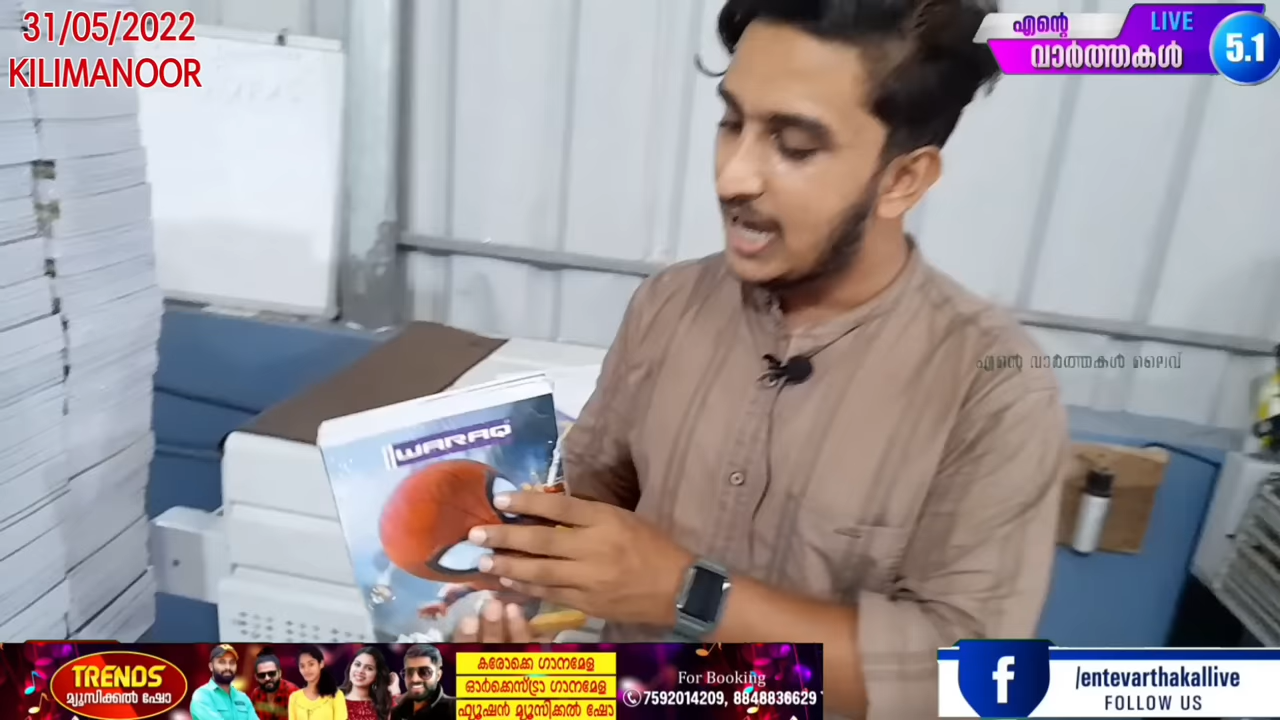 31/05/2022
KILIMANOOR
എന്റെ
LIVE
വാർത്തകൾ
5.1
എന്റെ വാർത്തകൾ ലൈവ്
WARAQ
TRENDS
മ്യൂസിക്കൽ ഷോ
കരോക്കെ ഗാനമേള
ഓർക്കെസ്ട്രാ ഗാനമേള
ഫ്യൂഷൻ മ്യൂസിക്കൽ ഷോ
For Booking
7592014209, 8848836629
f
/entevarthakallive
FOLLOW US